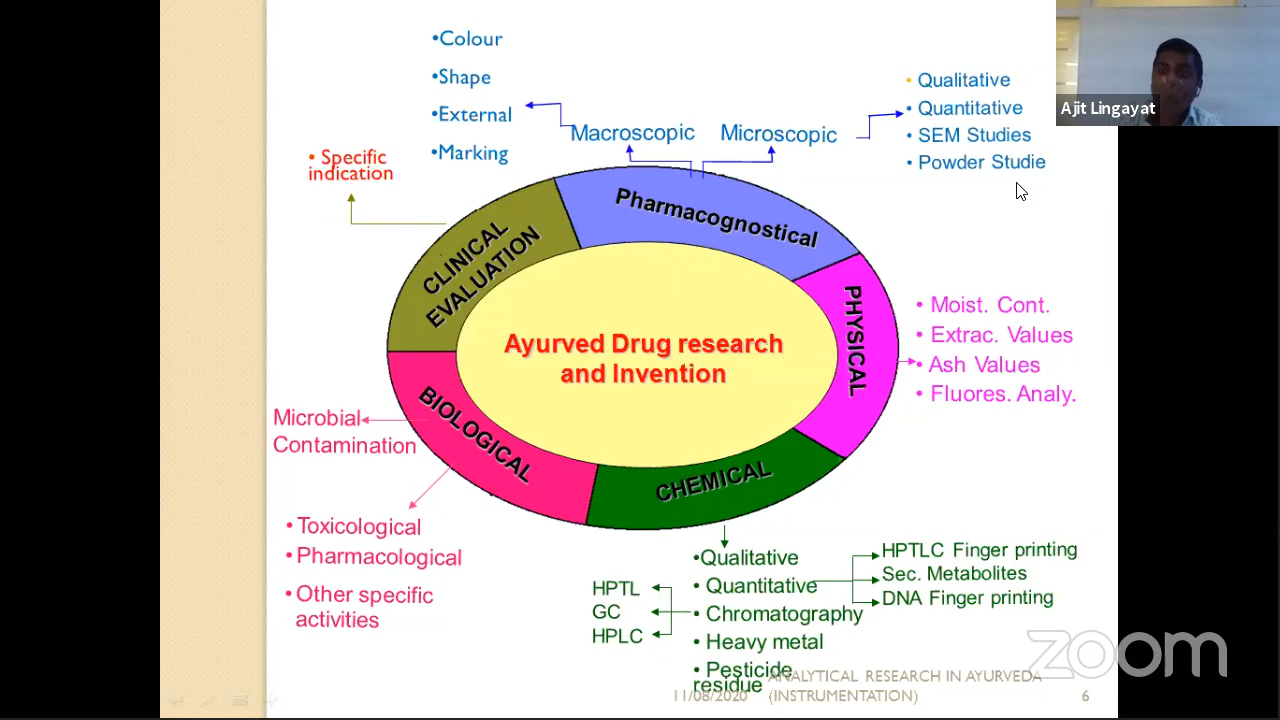 •Colour
•Shape
•External
•Marking
Macroscopic
Microscopic
• Qualitative
• Quantitative
• SEM Studies
• Powder Studie
Ajit Lingayat
• Specific
indication
CLINICAL
EVALUATION
Pharmacognostical
PHYSICAL
• Moist. Cont.
• Extrac. Values
• Ash Values
• Fluores. Analy.
Ayurved Drug research
and Invention
BIOLOGICAL
Microbial
Contamination
• Toxicological
• Pharmacological
• Other specific
activities
CHEMICAL
•Qualitative
• Quantitative
• Chromatography
• Heavy metal
• Pesticide
residue
HPTL
GC
HPLC
HPTLC Finger printing
Sec. Metabolites
DNA Finger printing
zoom
11/08/2020
ANALYTICAL RESEARCH IN AYURVEDA
(INSTRUMENTATION)
6